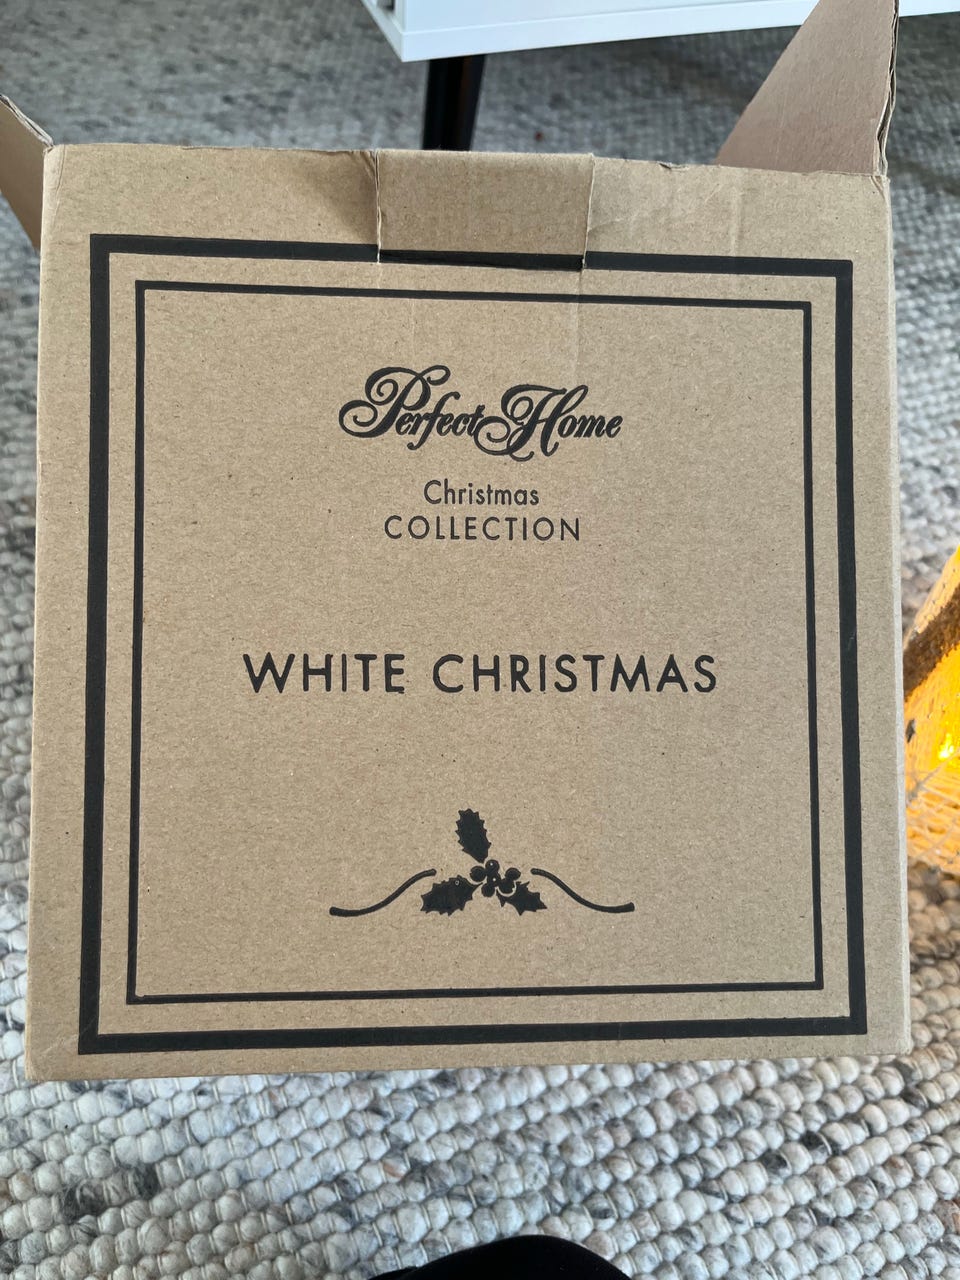 Perfect Home
Christmas
COLLECTION
WHITE CHRISTMAS